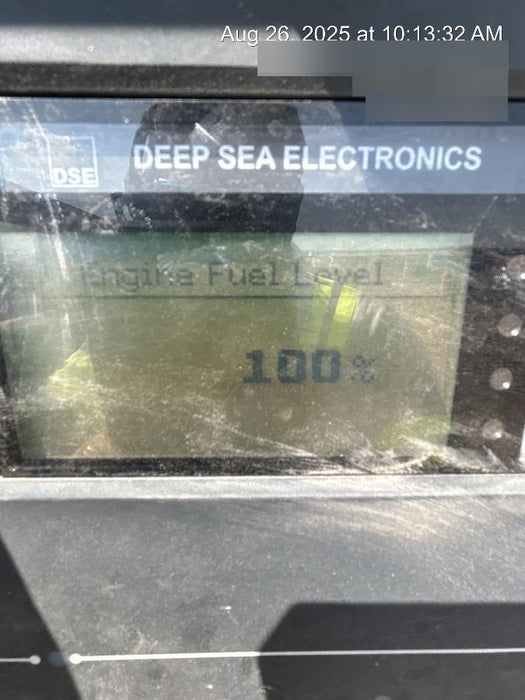 Aug 26, 2025 at 10:13:32 AM
DSE
DEEP SEA ELECTRONICS
Engine Fuel Level
100%